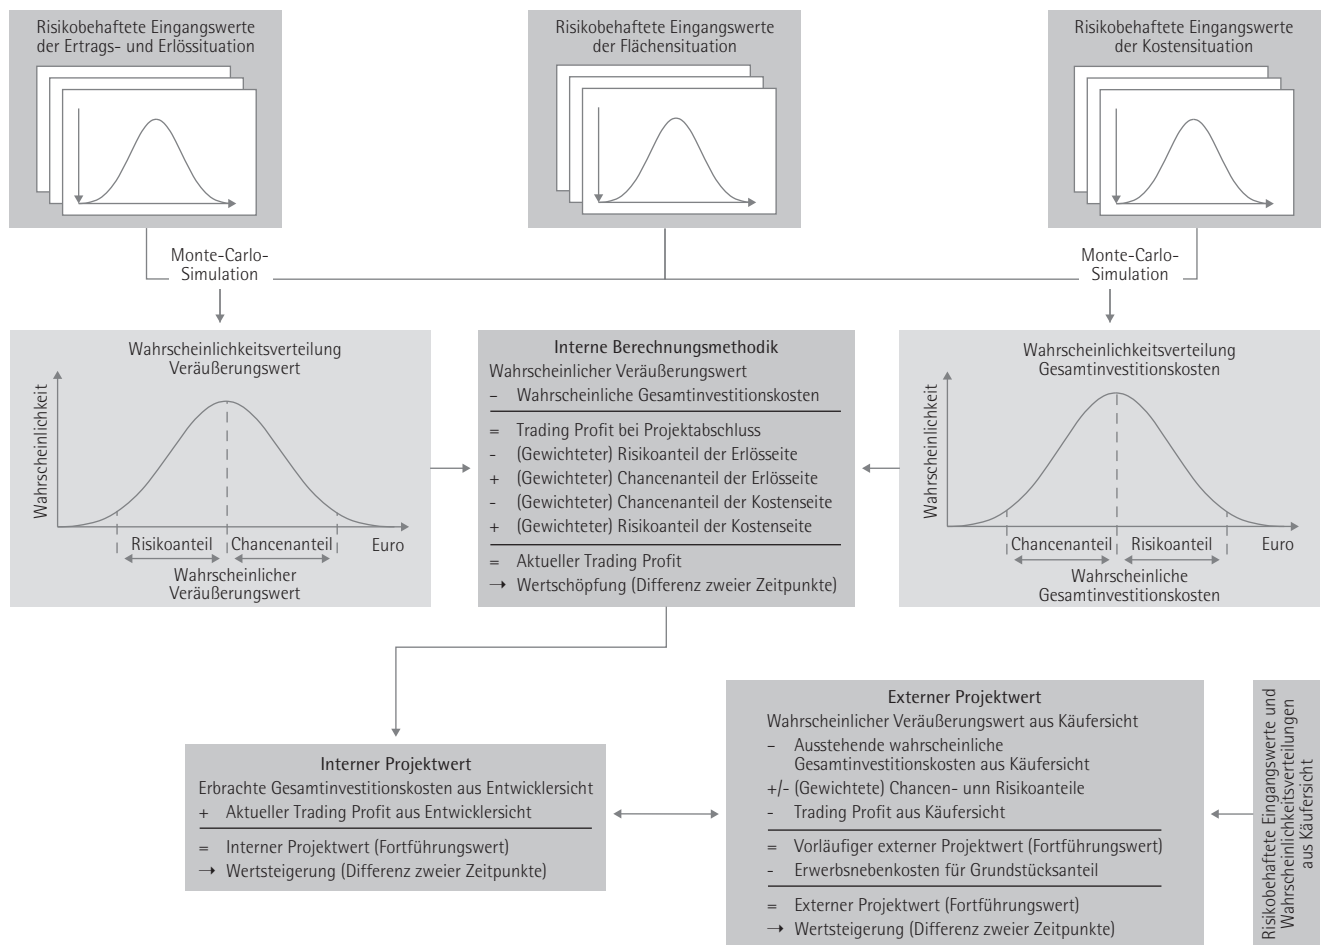 Risikobehaftete Eingangswerte
der Ertrags- und Erlössituation
Risikobehaftete Eingangswerte
der Flächensituation
Risikobehaftete Eingangswerte
der Kostensituation
Monte-Carlo-
Simulation
Monte-Carlo-
Simulation
Wahrscheinlichkeitsverteilung
Veräußerungswert
Wahrscheinlichkeit
Risikoanteil
Chancenanteil
Euro
Wahrscheinlicher
Veräußerungswert
Interne Berechnungsmethodik
Wahrscheinlicher Veräußerungswert
– Wahrscheinliche Gesamtinvestitionskosten
= Trading Profit bei Projektabschluss
- (Gewichteter) Risikoanteil der Erlösseite
+ (Gewichteter) Chancenanteil der Erlösseite
- (Gewichteter) Chancenanteil der Kostenseite
+ (Gewichteter) Risikoanteil der Kostenseite
= Aktueller Trading Profit
→ Wertschöpfung (Differenz zweier Zeitpunkte)
Wahrscheinlichkeitsverteilung
Gesamtinvestitionskosten
Wahrscheinlichkeit
Chancenanteil
Risikoanteil
Euro
Wahrscheinliche
Gesamtinvestitionskosten
Interner Projektwert
Erbrachte Gesamtinvestitionskosten aus Entwicklersicht
+ Aktueller Trading Profit aus Entwicklersicht
= Interner Projektwert (Fortführungswert)
→ Wertsteigerung (Differenz zweier Zeitpunkte)
Externer Projektwert
Wahrscheinlicher Veräußerungswert aus Käufersicht
– Ausstehende wahrscheinliche
Gesamtinvestitionskosten aus Käufersicht
+/- (Gewichtete) Chancen- unn Risikoanteile
- Trading Profit aus Käufersicht
= Vorläufiger externer Projektwert (Fortführungswert)
- Erwerbsnebenkosten für Grundstücksanteil
= Externer Projektwert (Fortführungswert)
→ Wertsteigerung (Differenz zweier Zeitpunkte)
Risikobehaftete Eingangswerte und
Wahrscheinlichkeitsverteilungen
aus Käufersicht